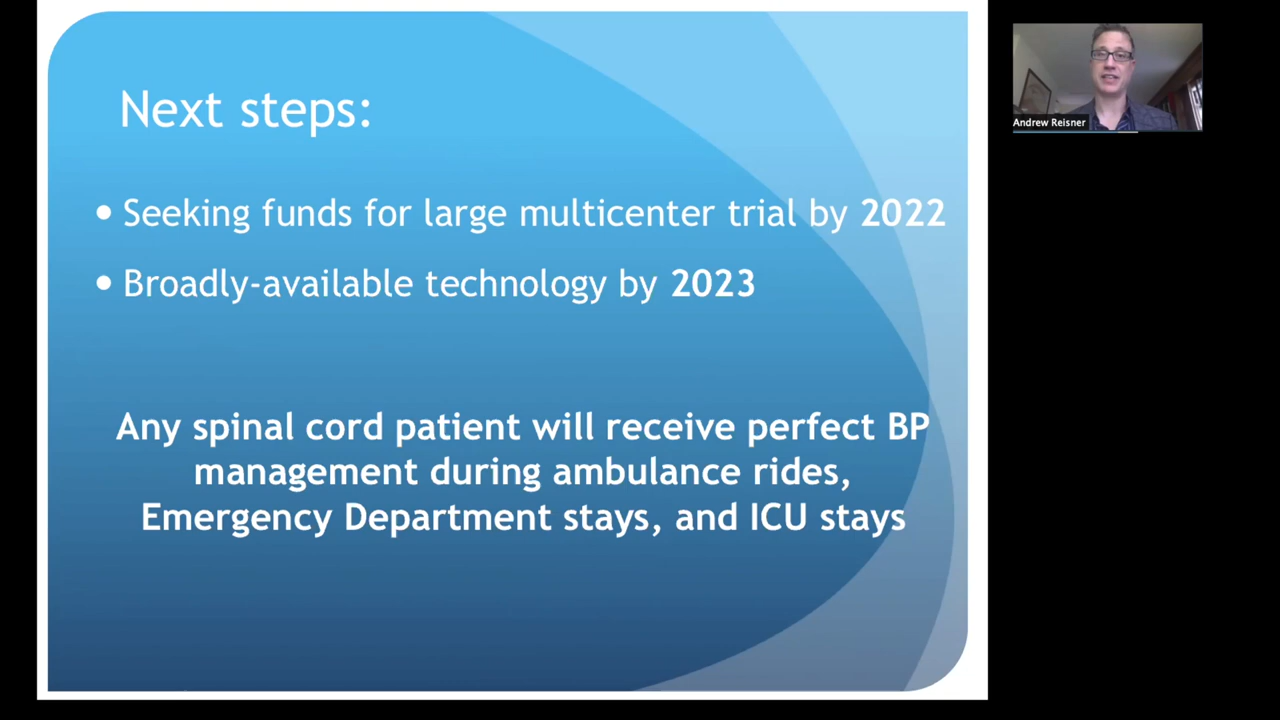 Next steps:
• Seeking funds for large multicenter trial by 2022
• Broadly-available technology by 2023
Any spinal cord patient will receive perfect BP
management during ambulance rides,
Emergency Department stays, and ICU stays
Andrew Reisner